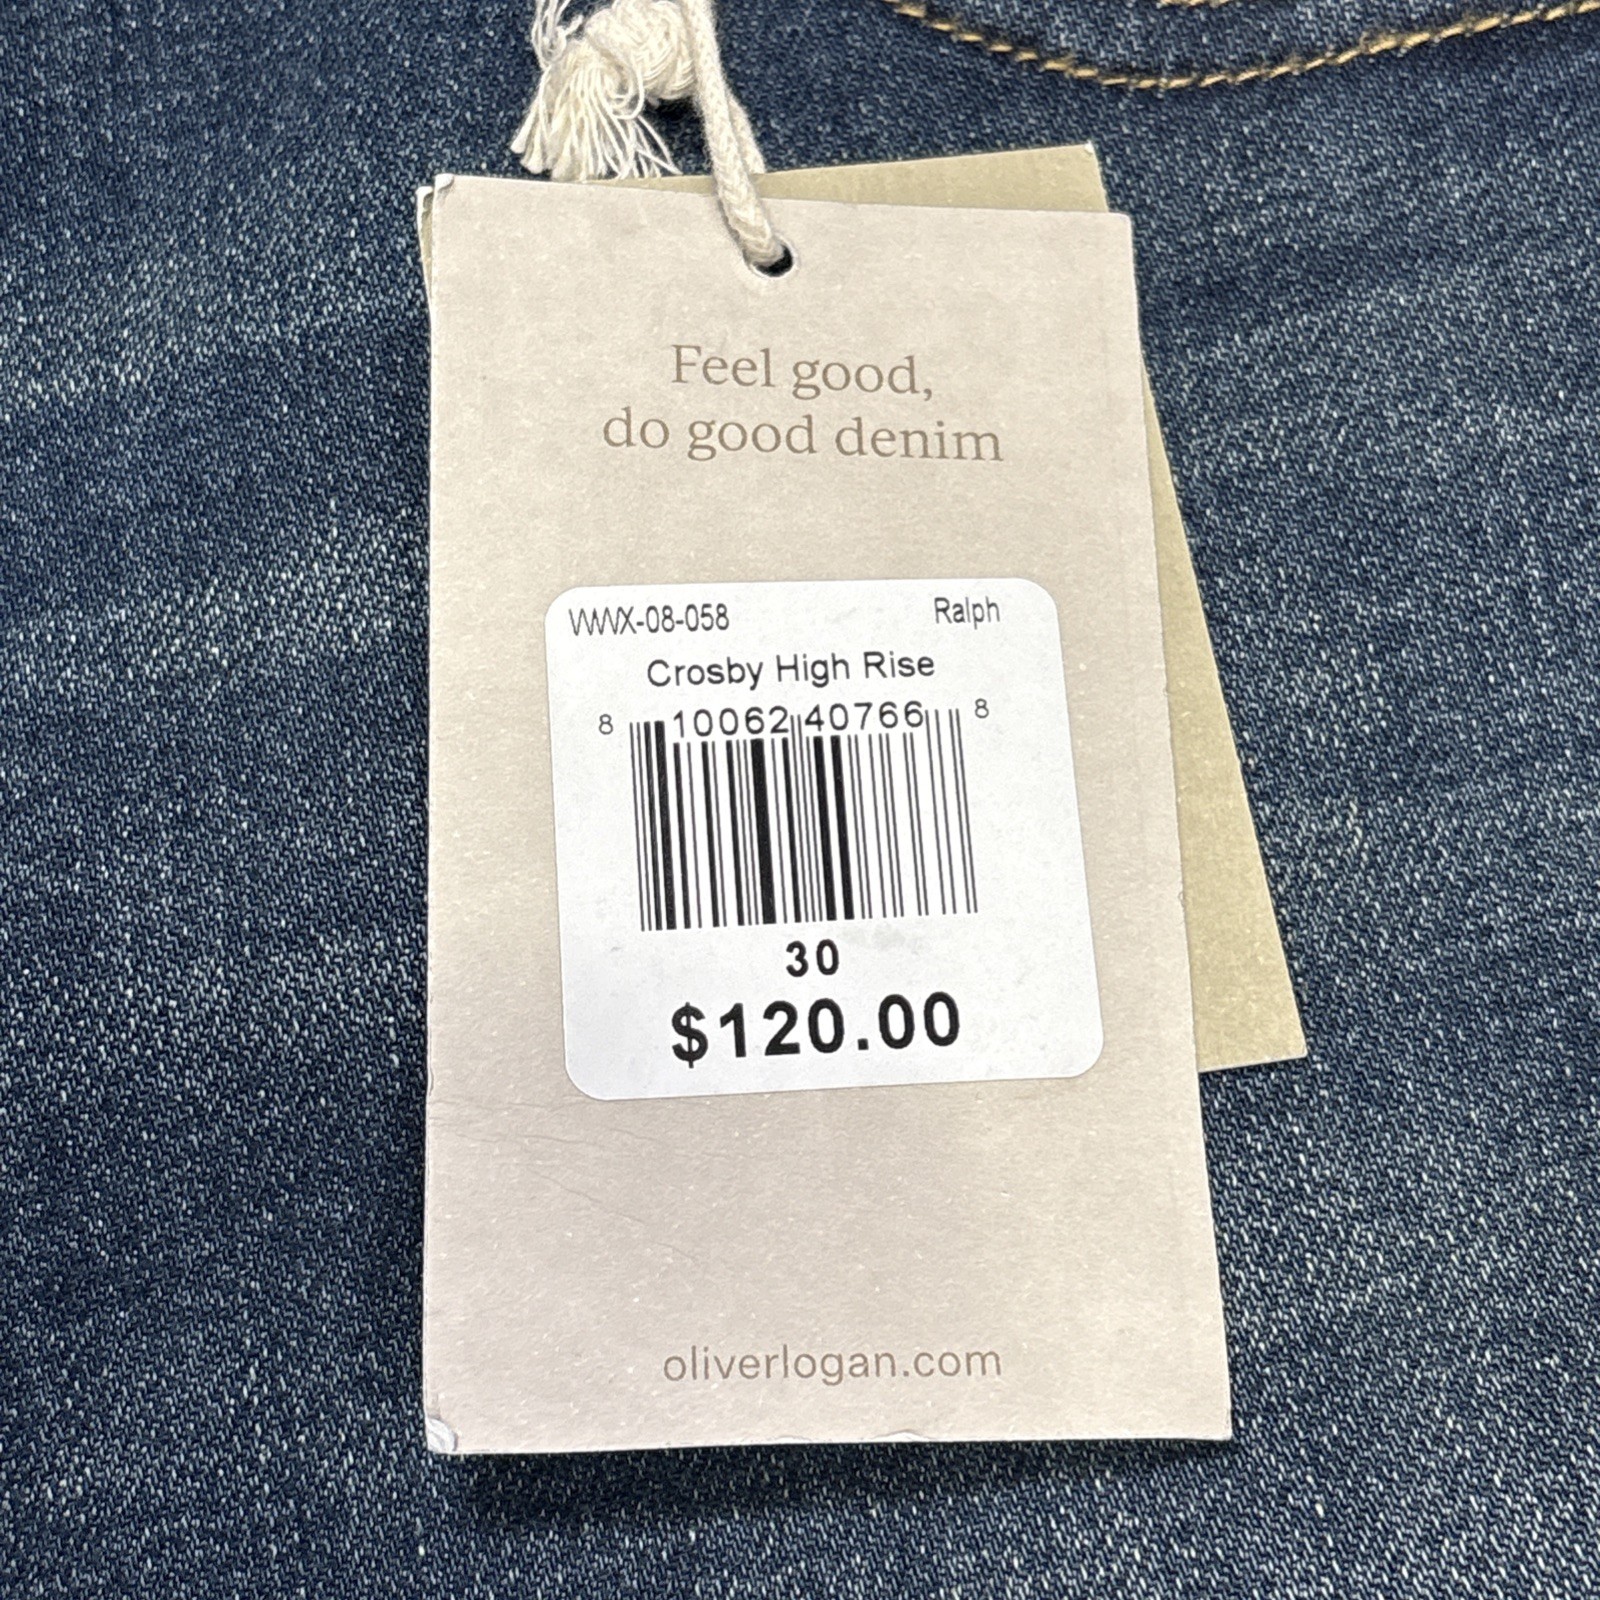 Feel good,
do good denim
WWX-08-058 Ralph
Crosby High Rise
8 10062 40766 8
30
$120.00
oliverlogan.com